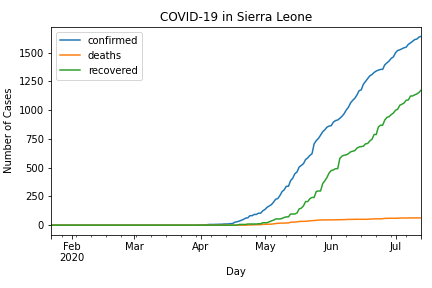 COVID-19 in Sierra Leone
confirmed
deaths
recovered
Number of Cases
1500
1250
1000
750
500
250
0
Feb Mar Apr May Jun Jul
2020
Day